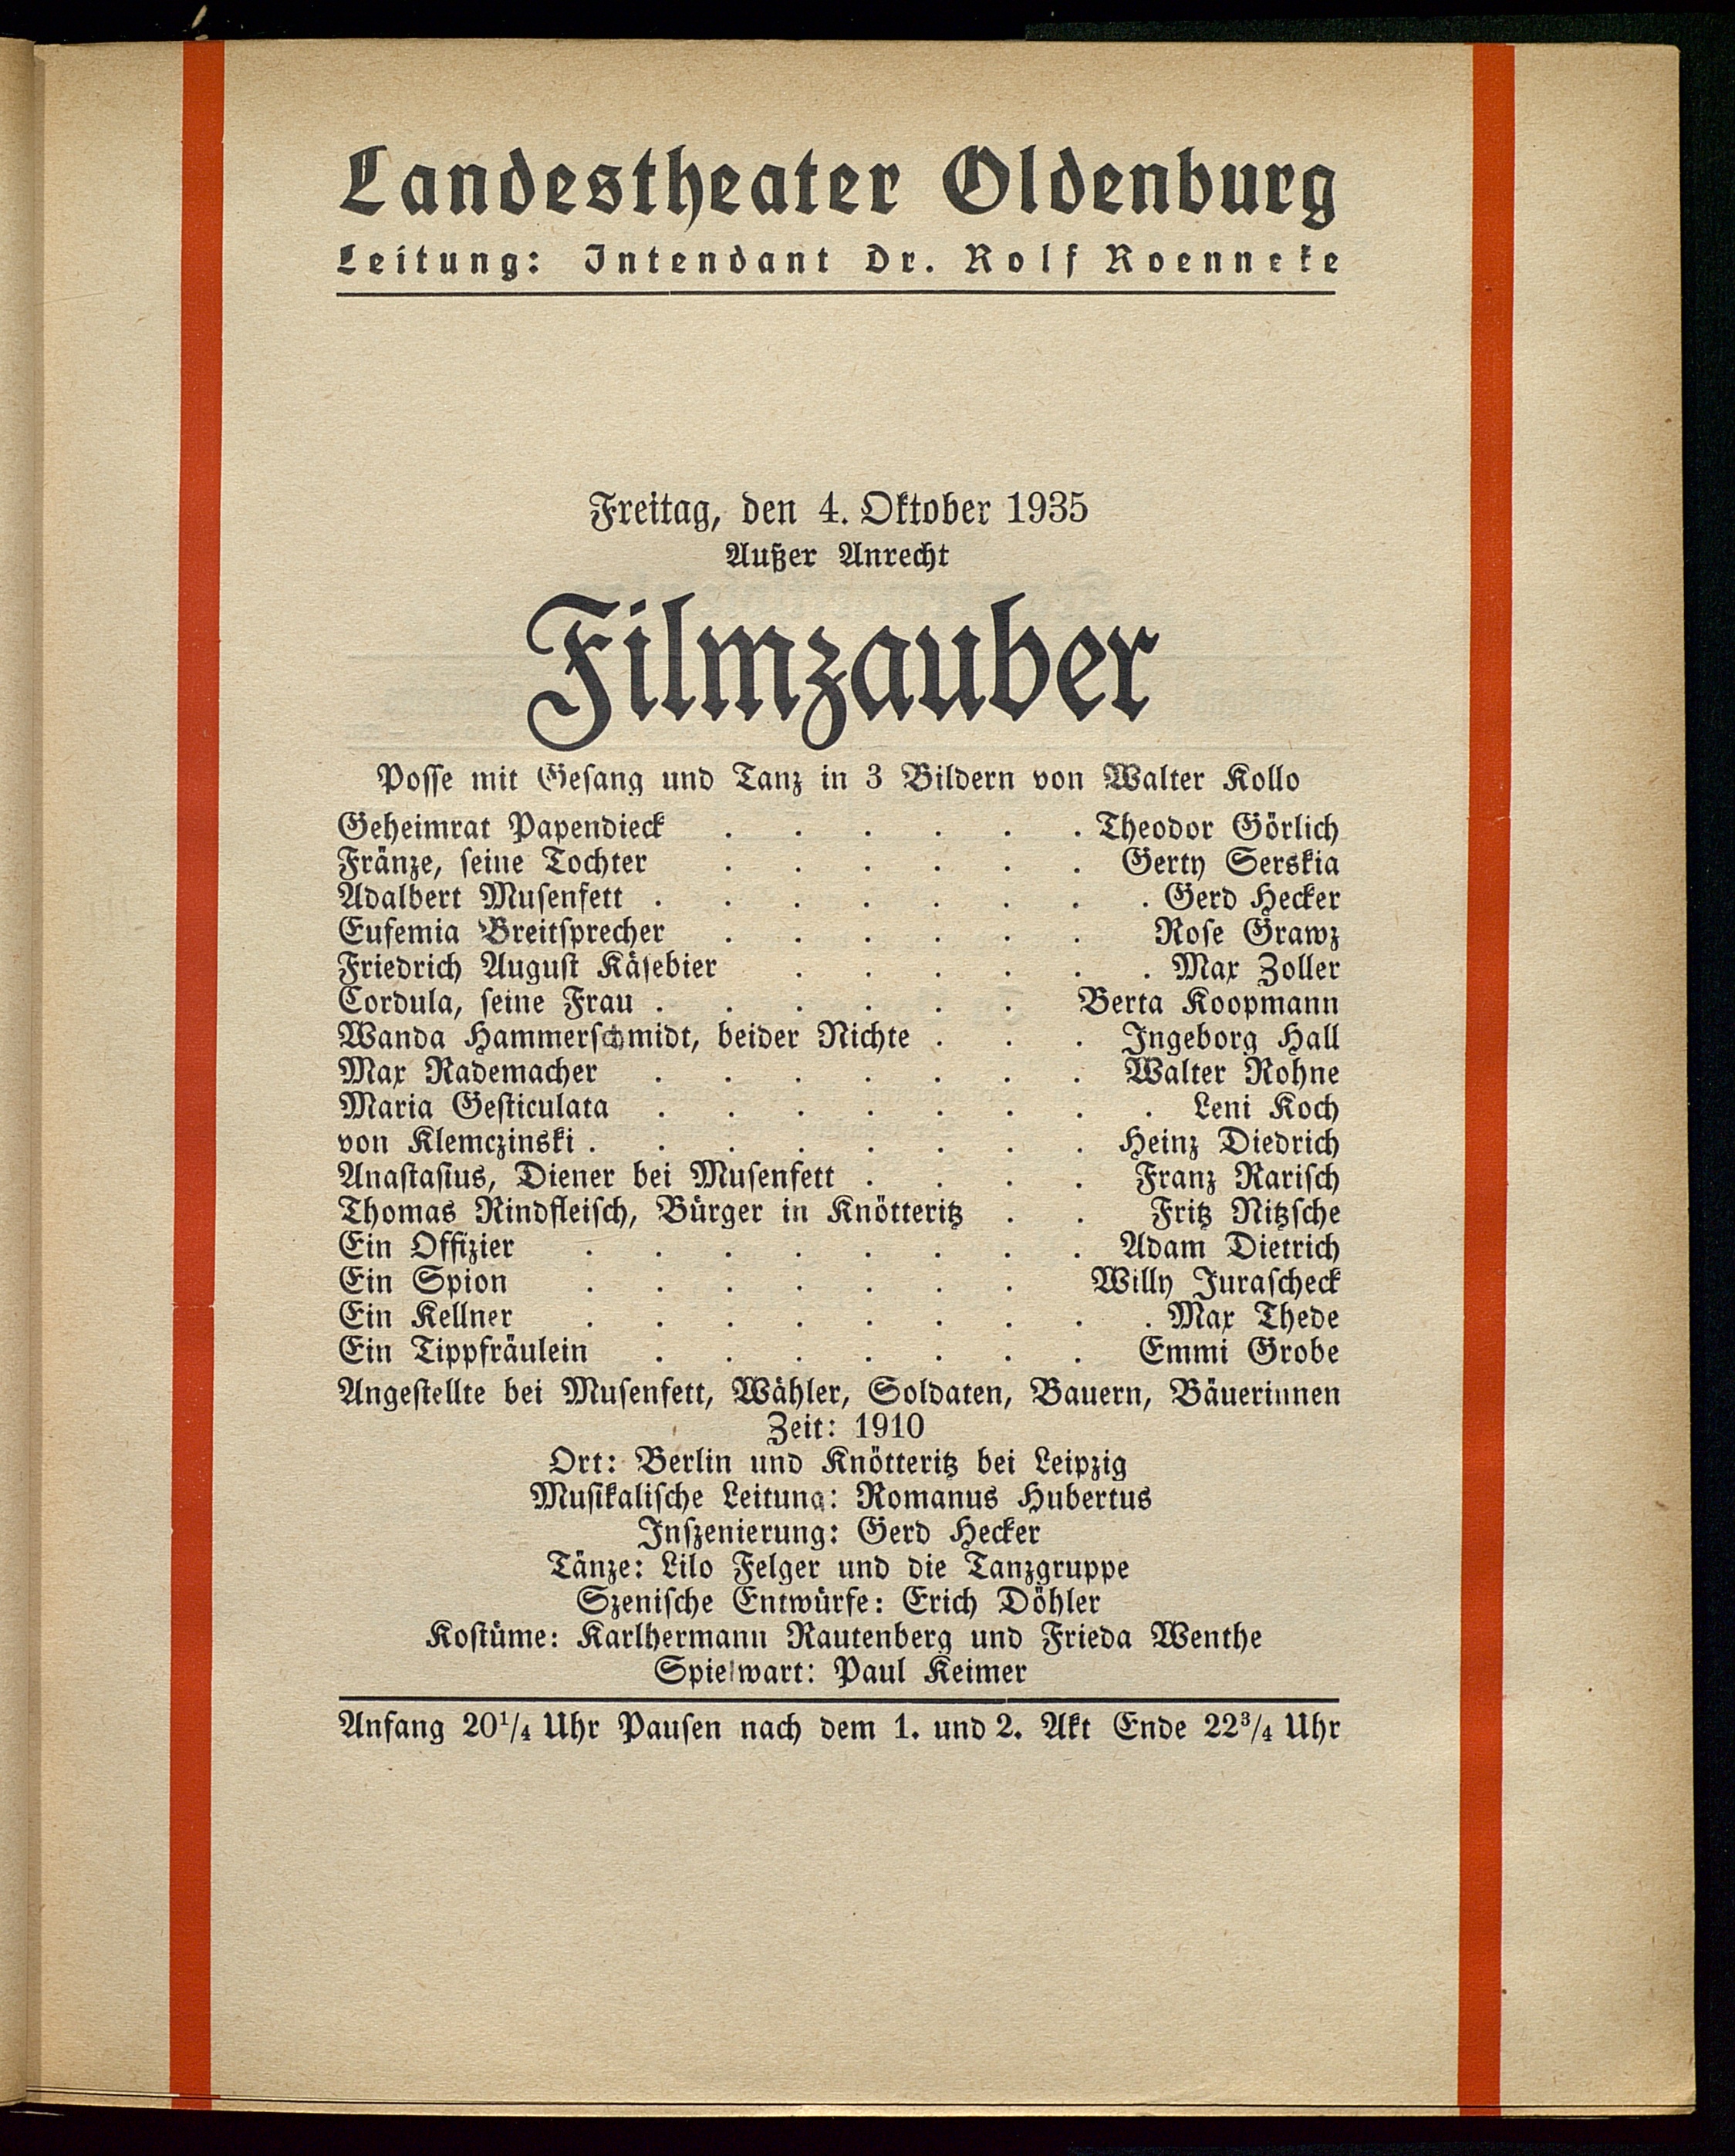 Landestheater Oldenburg
Leitung: Intendant Dr. Rolf Roenneke
Freitag, den 4. Oktober 1935
Außer Anrecht
Filmzauber
Posse mit Gesang und Tanz in 3 Bildern von Walter Kollo
Geheimrat Papendieck . . . . . . Theodor Görlich
Fränze, seine Tochter . . . . . . Gerty Serskia
Adalbert Musenfett . . . . . . . . Gerd Hecker
Eufemia Breitsprecher . . . . . . Rose Grawz
Friedrich August Käsebier . . . . . . Max Zoller
Cordula, seine Frau . . . . . . Berta Koopmann
Wanda Hammerschmidt, beider Nichte . . . Ingeborg Hall
Max Rademacher . . . . . . . Walter Rohne
Maria Gesticulata . . . . . . . . Leni Koch
von Klemczinski . . . . . . . . Heinz Diedrich
Anastasius, Diener bei Musenfett . . . . Franz Rarisch
Thomas Rindfleisch, Bürger in Knötteritz . . Fritz Nitzsche
Ein Offizier . . . . . . . . Adam Dietrich
Ein Spion . . . . . . . Willy Jurascheck
Ein Kellner . . . . . . . . . Max Thede
Ein Tippfräulein . . . . . . . Emmi Grobe
Angestellte bei Musenfett, Wähler, Soldaten, Bauern, Bäuerinnen
Zeit: 1910
Ort: Berlin und Knötteritz bei Leipzig
Musikalische Leitung: Romanus Hubertus
Inszenierung: Gerd Hecker
Tänze: Lilo Felger und die Tanzgruppe
Szenische Entwürfe: Erich Döhler
Kostüme: Karlhermann Rautenberg und Frieda Wenthe
Spielwart: Paul Keimer
Anfang 20¹/₄ Uhr Pausen nach dem 1. und 2. Akt Ende 22³/₄ Uhr